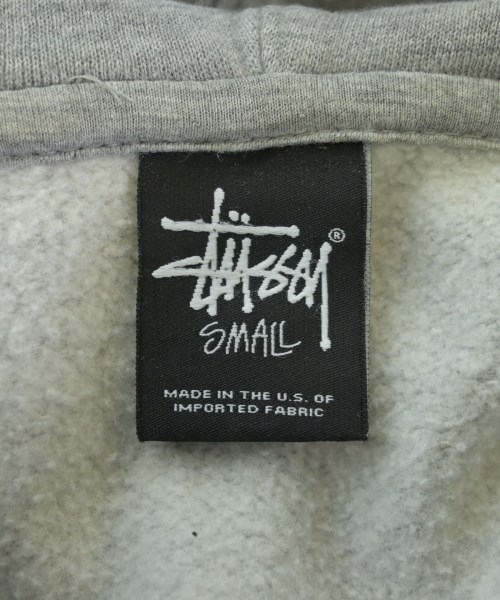 Stüssy ®
SMALL
MADE IN THE U.S. OF
IMPORTED FABRIC